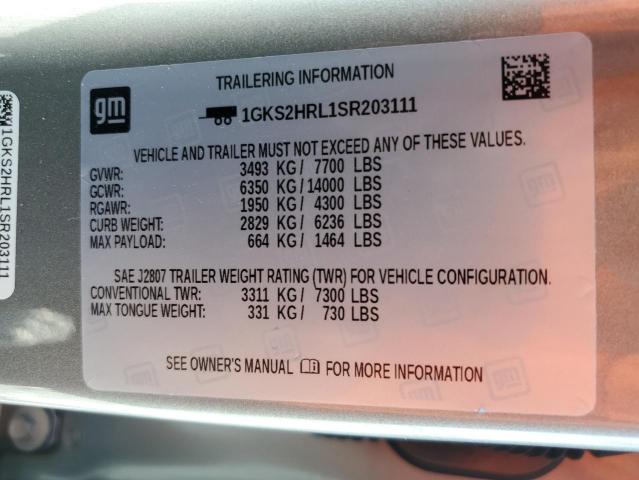 gm
TRAILERING INFORMATION
1GKS2HRL1SR203111
VEHICLE AND TRAILER MUST NOT EXCEED ANY OF THESE VALUES.
GVWR: 3493 KG/ 7700 LBS
GCWR: 6350 KG/ 14000 LBS
RGAWR: 1950 KG/ 4300 LBS
CURB WEIGHT: 2829 KG/ 6236 LBS
MAX PAYLOAD: 664 KG/ 1464 LBS
SAE J2807 TRAILER WEIGHT RATING (TWR) FOR VEHICLE CONFIGURATION.
CONVENTIONAL TWR: 3311 KG/ 7300 LBS
MAX TONGUE WEIGHT: 331 KG/ 730 LBS
SEE OWNER'S MANUAL FOR MORE INFORMATION
1GKS2HRL1SR203111